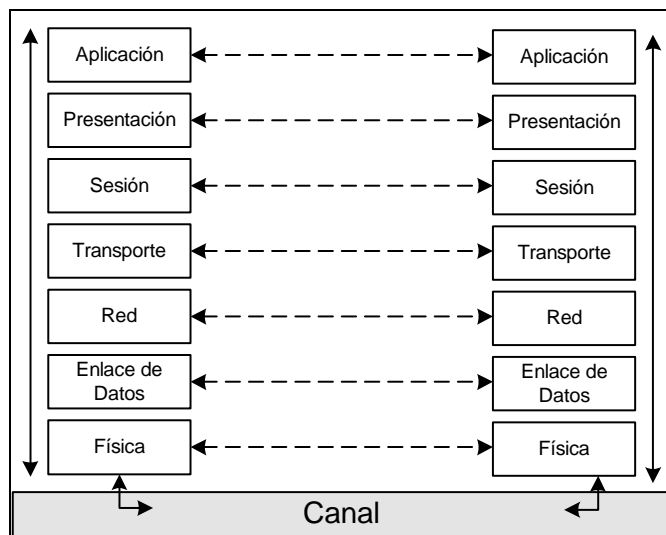 Aplicación
Aplicación
Presentación
Presentación
Sesión
Sesión
Transporte
Transporte
Red
Red
Enlace de
Datos
Enlace de
Datos
Física
Física
Canal